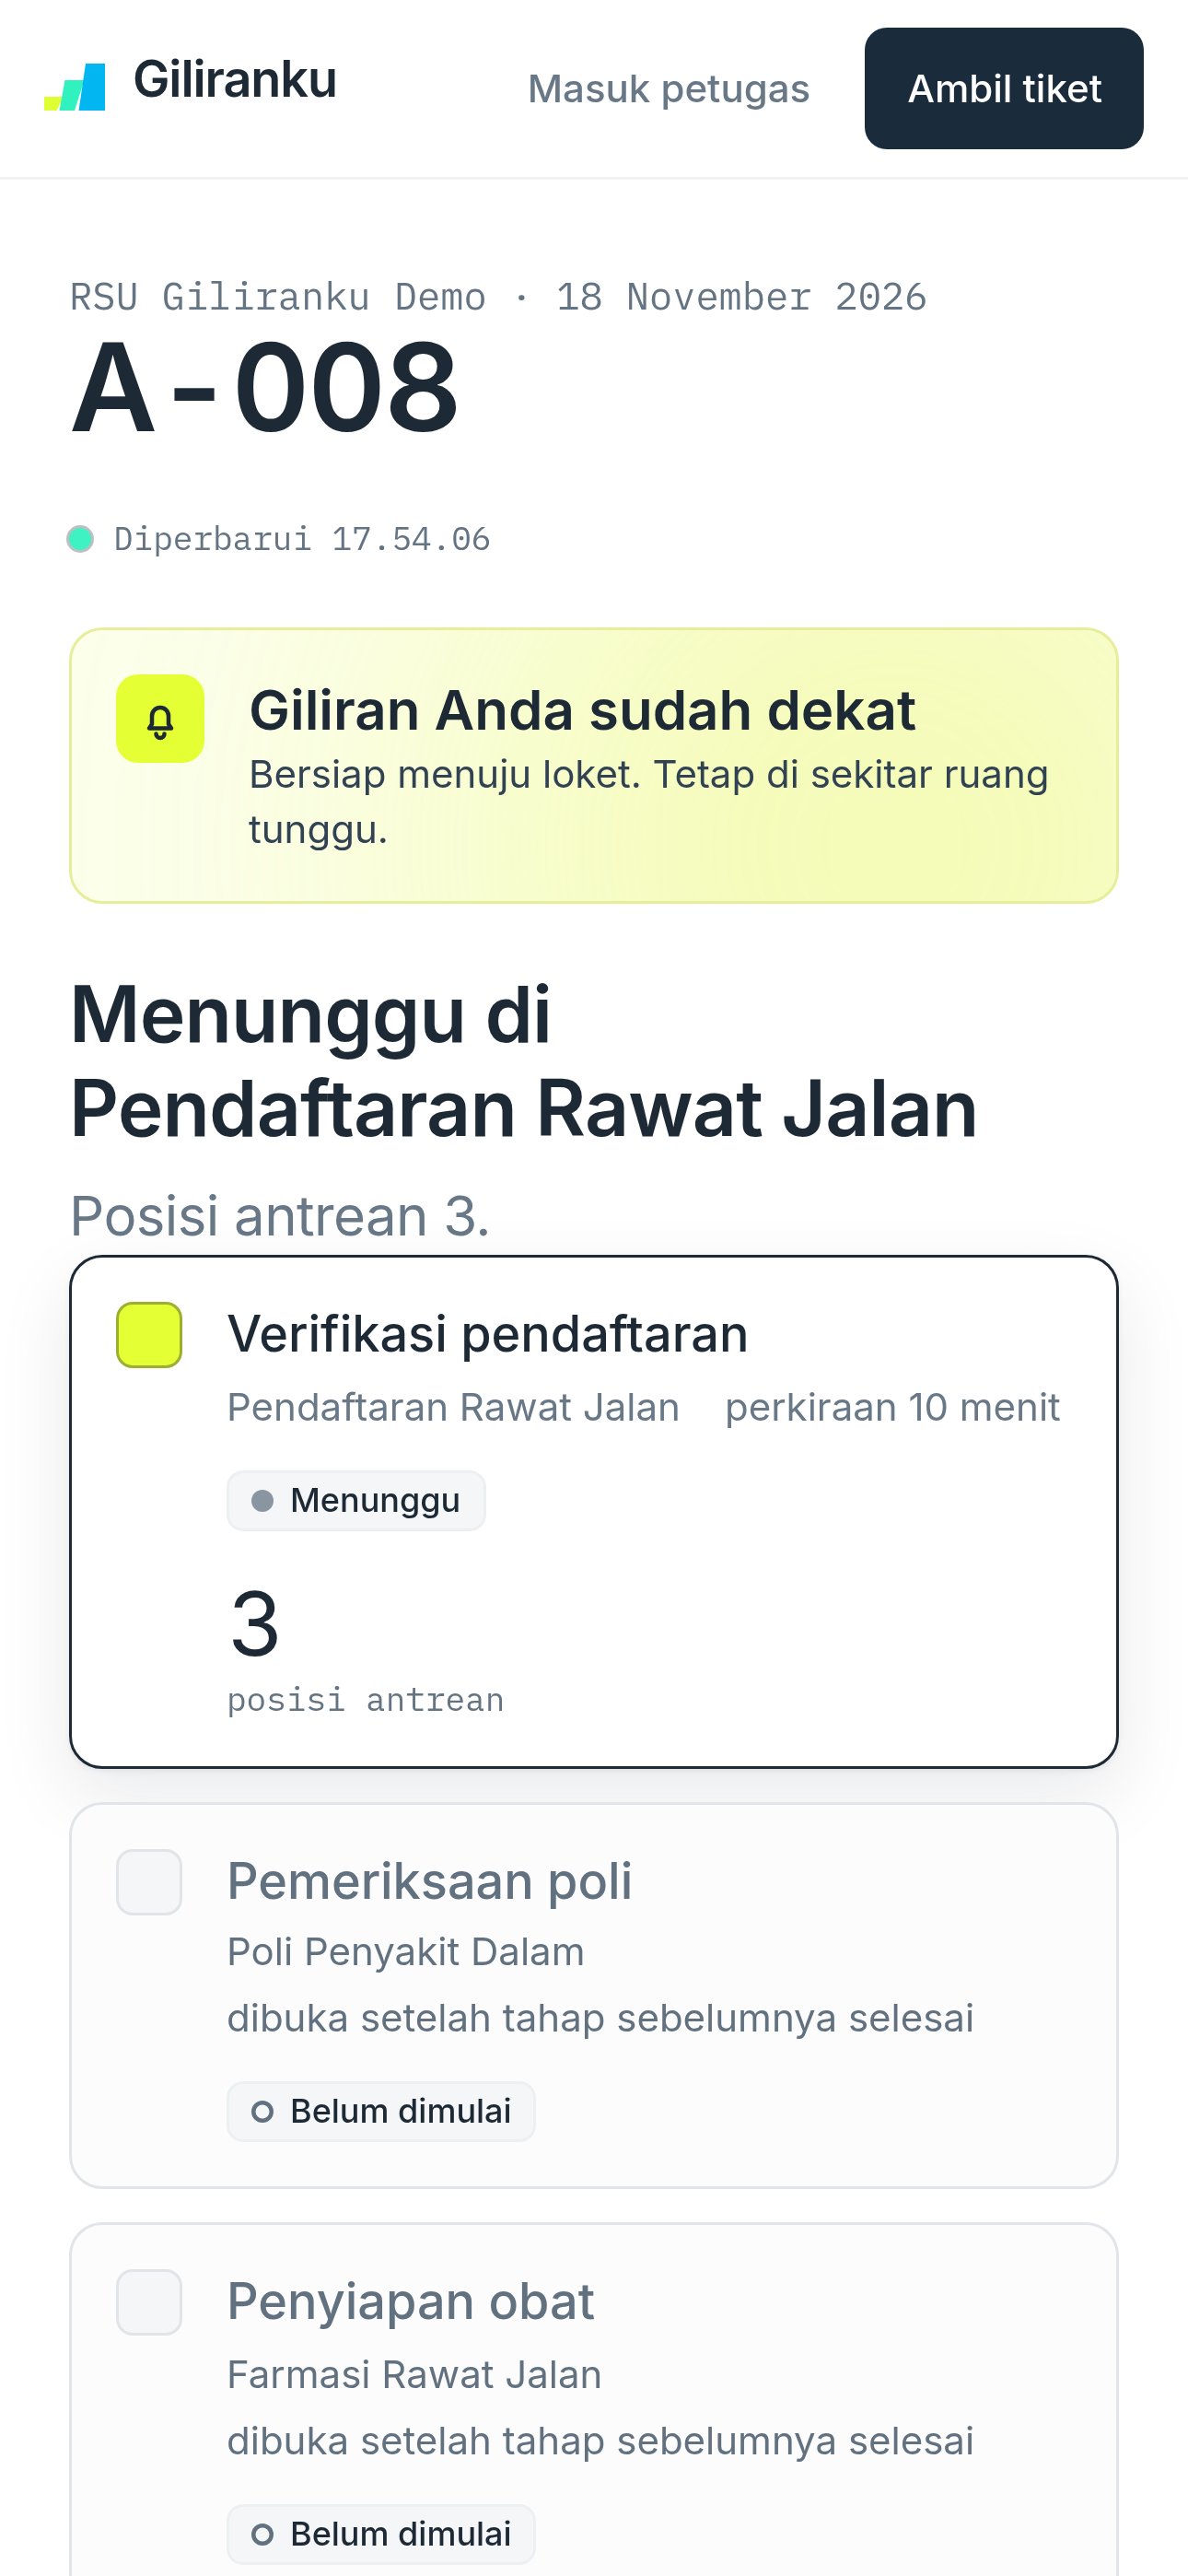 Giliranku
Masuk petugas
Ambil tiket
RSU Giliranku Demo · 18 November 2026
A-008
Diperbarui 17.54.06
Giliran Anda sudah dekat
Bersiap menuju loket. Tetap di sekitar ruang
tunggu.
Menunggu di
Pendaftaran Rawat Jalan
Posisi antrean 3.
Verifikasi pendaftaran
Pendaftaran Rawat Jalan perkiraan 10 menit
Menunggu
3
posisi antrean
Pemeriksaan poli
Poli Penyakit Dalam
dibuka setelah tahap sebelumnya selesai
Belum dimulai
Penyiapan obat
Farmasi Rawat Jalan
dibuka setelah tahap sebelumnya selesai
Belum dimulai